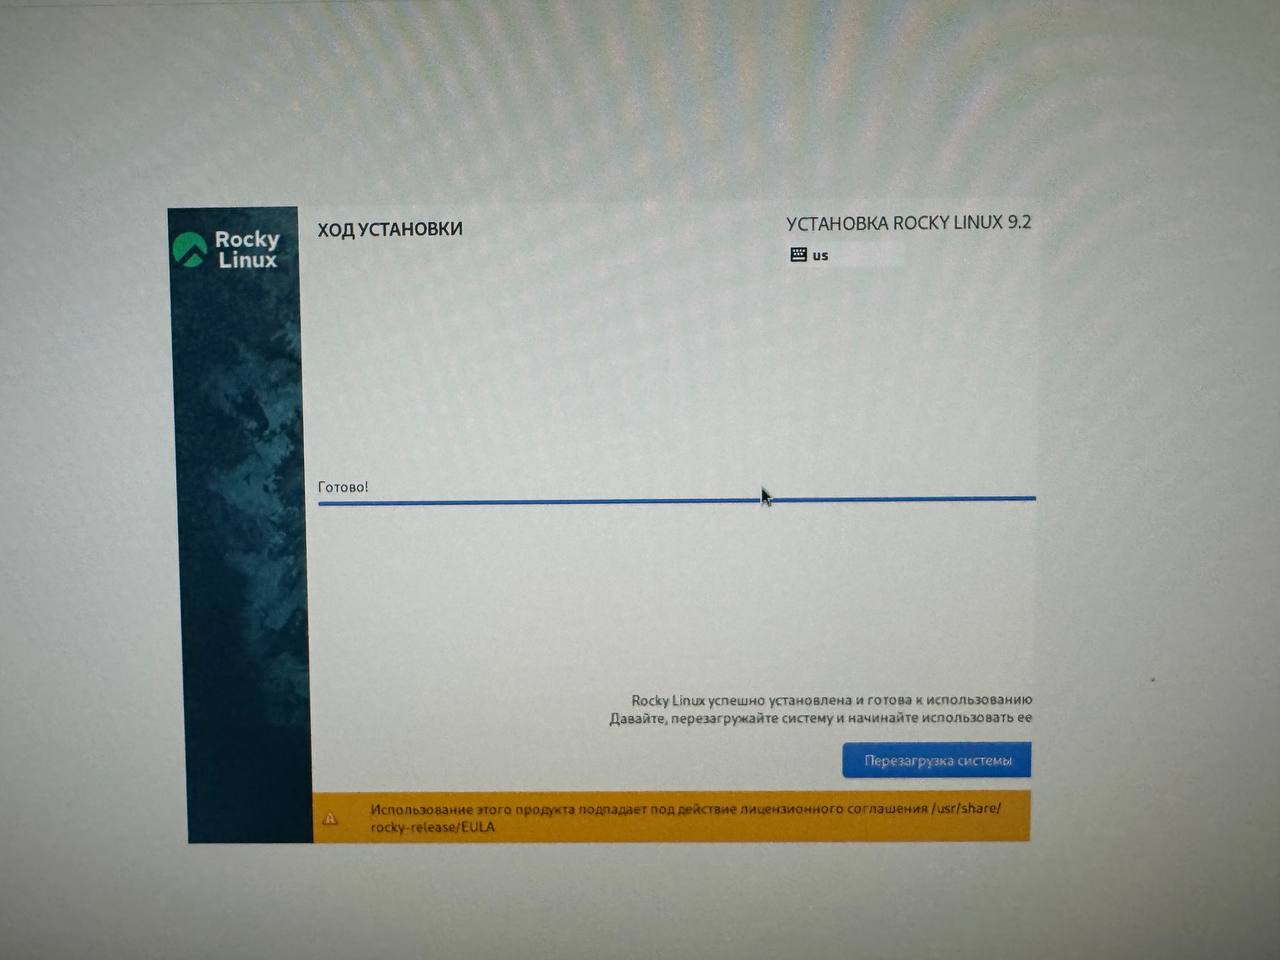 Rocky
Linux
ХОД УСТАНОВКИ
УСТАНОВКА ROCKY LINUX 9.2
us
Готово!
Rocky Linux успешно установлена и готова к использованию
Давайте, перезагружайте систему и начинайте использовать ее
Перезагрузка системы
Использование этого продукта подпадает под действие лицензионного соглашения /usr/share/
rocky-release/EULA